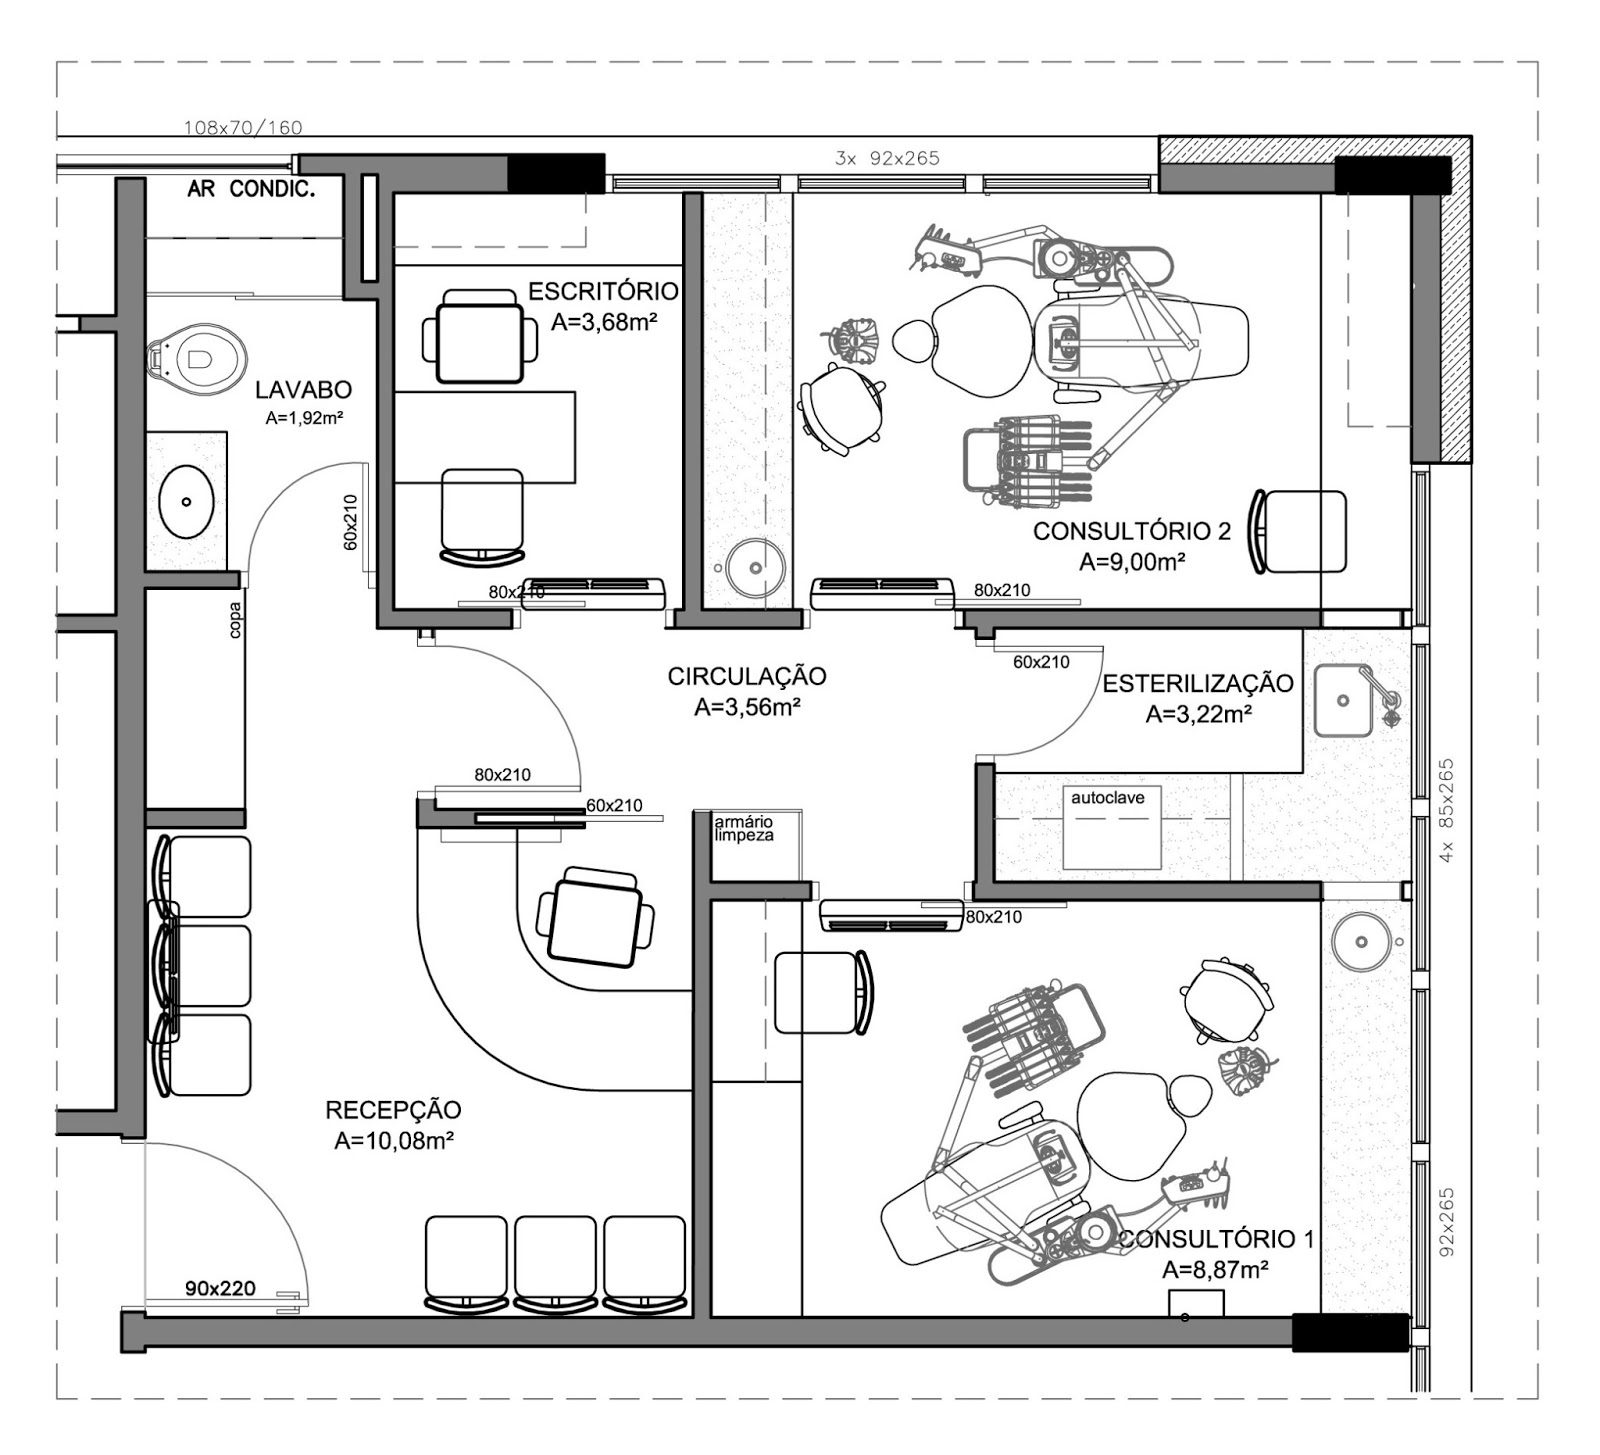 108x70/160
3x 92x265
AR CONDIC.
ESCRITÓRIO
A=3,68m²
LAVABO
A=1,92m²
60x210
CONSULTÓRIO 2
A=9,00m²
80x210
80x210
copa
CIRCULAÇÃO
A=3,56m²
60x210
ESTERILIZAÇÃO
A=3,22m²
80x210
60x210
armário
limpeza
autoclave
4x 85x265
80x210
RECEPÇÃO
A=10,08m²
CONSULTÓRIO 1
A=8,87m²
92x265
90x220